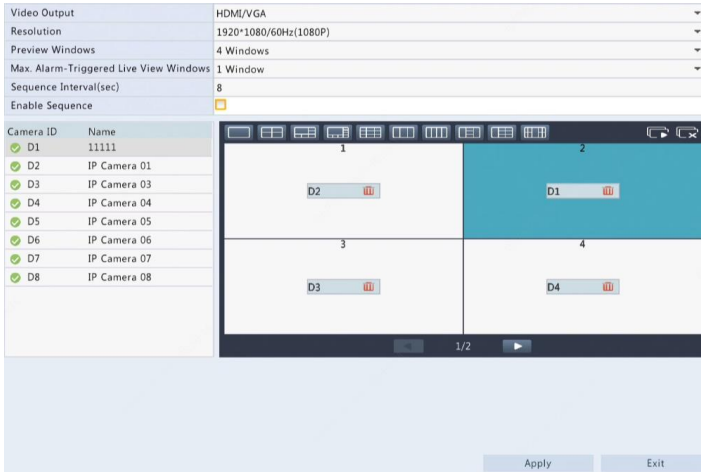 Video Output HDMI/VGA
Resolution 1920*1080/60Hz(1080P)
Preview Windows 4 Windows
Max. Alarm-Triggered Live View Windows 1 Window
Sequence Interval(sec) 8
Enable Sequence
Camera ID Name
D1 11111
D2 IP Camera 01
D3 IP Camera 03
D4 IP Camera 04
D5 IP Camera 05
D6 IP Camera 06
D7 IP Camera 07
D8 IP Camera 08
1 2
D2 D1
3 4
D3 D4
1/2
Apply Exit